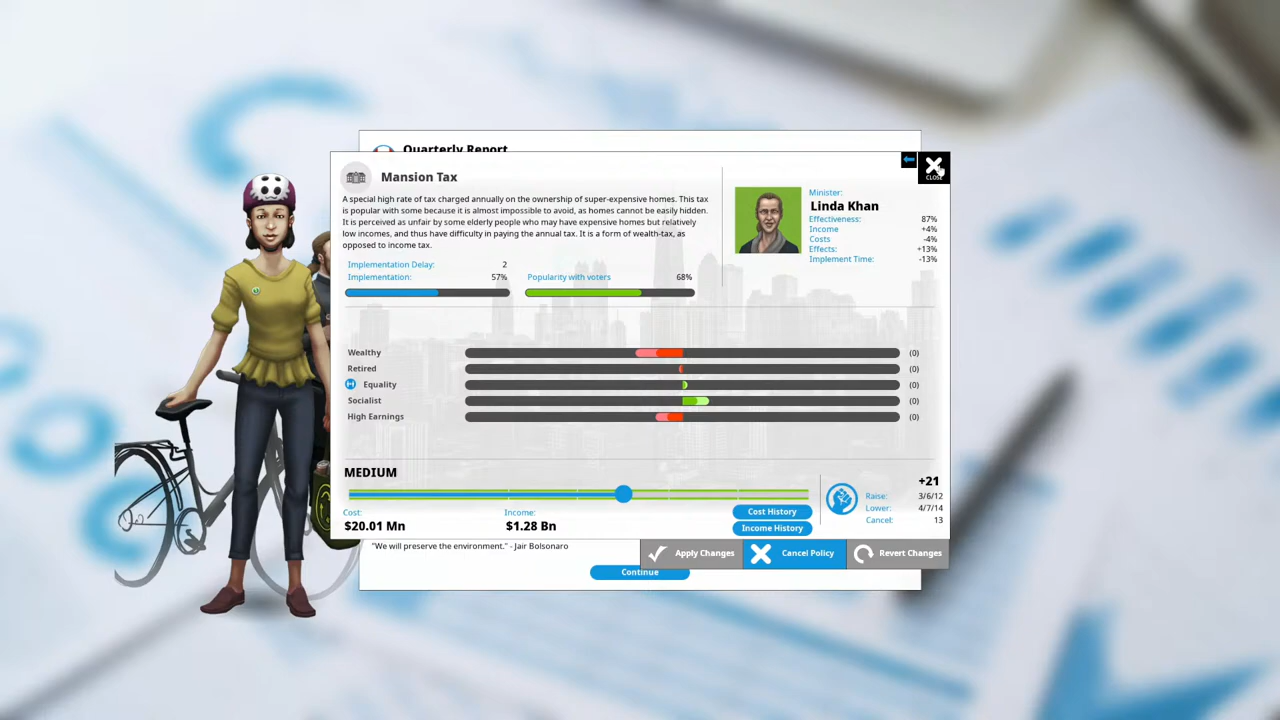 Quarterly Report
Mansion Tax
CLOSE
A special high rate of tax charged annually on the ownership of super-expensive homes. This tax
is popular with some because it is almost impossible to avoid, as homes cannot be easily hidden.
It is perceived as unfair by some elderly people who may have expensive homes but relatively
low incomes, and thus have difficulty in paying the annual tax. It is a form of wealth-tax, as
opposed to income tax.
Implementation Delay: 2
Implementation: 57%
Popularity with voters 68%
Minister:
Linda Khan
Effectiveness: 87%
Income +4%
Costs -4%
Effects: +13%
Implement Time: -13%
Wealthy (0)
Retired (0)
Equality (0)
Socialist (0)
High Earnings (0)
MEDIUM
Cost:
$20.01 Mn
Income:
$1.28 Bn
Cost History
Income History
+21
Raise: 3/6/12
Lower: 4/7/14
Cancel: 13
"We will preserve the environment." - Jair Bolsonaro
Apply Changes
Cancel Policy
Revert Changes
Continue